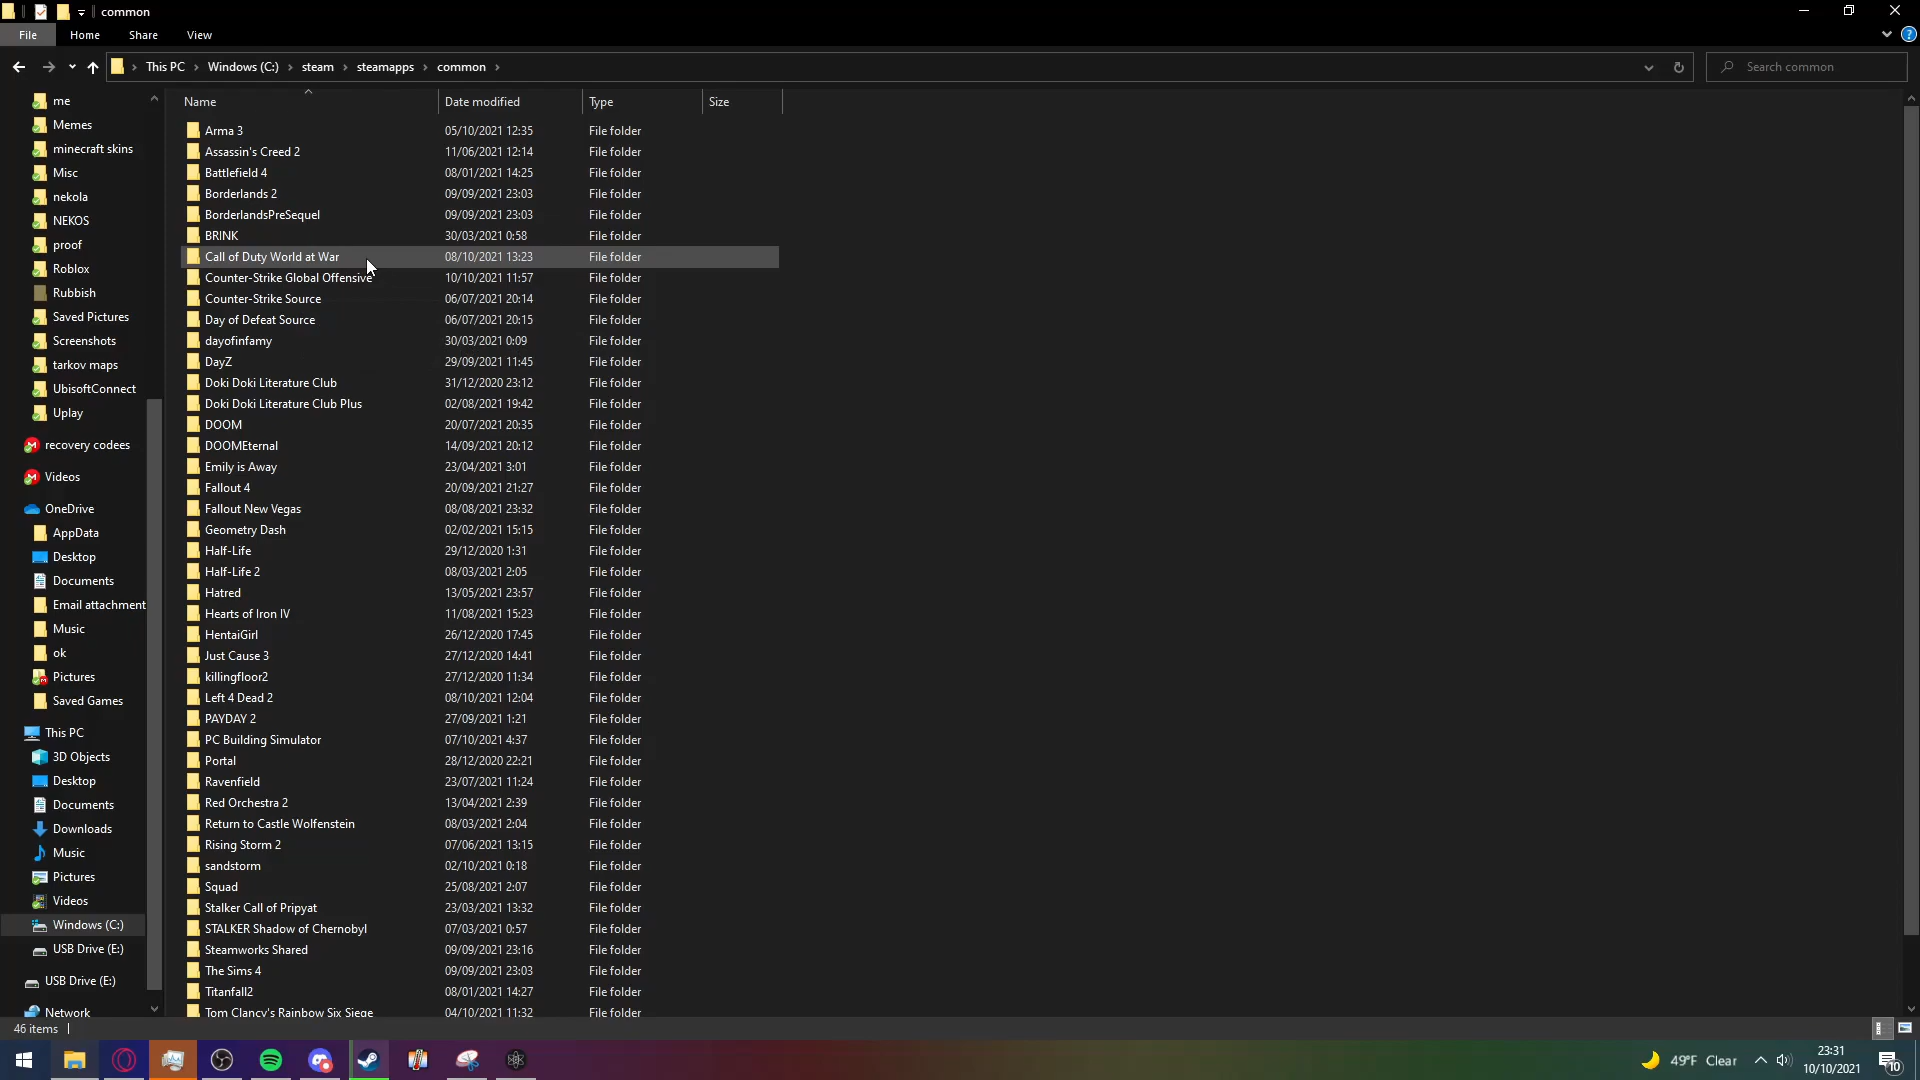 common
File Home Share View
This PC Windows (C:) steam steamapps common Search common
me
Memes
minecraft skins
Misc
nekola
NEKOS
proof
Roblox
Rubbish
Saved Pictures
Screenshots
tarkov maps
UbisoftConnect
Uplay
recovery codees
Videos
OneDrive
AppData
Desktop
Documents
Email attachment
Music
ok
Pictures
Saved Games
This PC
3D Objects
Desktop
Documents
Downloads
Music
Pictures
Videos
Windows (C:)
USB Drive (E:)
USB Drive (E:)
Network
Name Date modified Type Size
Arma 3 05/10/2021 12:35 File folder
Assassin's Creed 2 11/06/2021 12:14 File folder
Battlefield 4 08/01/2021 14:25 File folder
Borderlands 2 09/09/2021 23:03 File folder
BorderlandsPreSequel 09/09/2021 23:03 File folder
BRINK 30/03/2021 0:58 File folder
Call of Duty World at War 08/10/2021 13:23 File folder
Counter-Strike Global Offensive 10/10/2021 11:57 File folder
Counter-Strike Source 06/07/2021 20:14 File folder
Day of Defeat Source 06/07/2021 20:15 File folder
dayofinfamy 30/03/2021 0:09 File folder
DayZ 29/09/2021 11:45 File folder
Doki Doki Literature Club 31/12/2020 23:12 File folder
Doki Doki Literature Club Plus 02/08/2021 19:42 File folder
DOOM 20/07/2021 20:35 File folder
DOOMEternal 14/09/2021 20:12 File folder
Emily is Away 23/04/2021 3:01 File folder
Fallout 4 20/09/2021 21:27 File folder
Fallout New Vegas 08/08/2021 23:32 File folder
Geometry Dash 02/02/2021 15:15 File folder
Half-Life 29/12/2020 1:31 File folder
Half-Life 2 08/03/2021 2:05 File folder
Hatred 13/05/2021 23:57 File folder
Hearts of Iron IV 11/08/2021 15:23 File folder
HentaiGirl 26/12/2020 17:45 File folder
Just Cause 3 27/12/2020 14:41 File folder
killingfloor2 27/12/2020 11:34 File folder
Left 4 Dead 2 08/10/2021 12:04 File folder
PAYDAY 2 27/09/2021 1:21 File folder
PC Building Simulator 07/10/2021 4:37 File folder
Portal 28/12/2020 22:21 File folder
Ravenfield 23/07/2021 11:24 File folder
Red Orchestra 2 13/04/2021 2:39 File folder
Return to Castle Wolfenstein 08/03/2021 2:04 File folder
Rising Storm 2 07/06/2021 13:15 File folder
sandstorm 02/10/2021 0:18 File folder
Squad 25/08/2021 2:07 File folder
Stalker Call of Pripyat 23/03/2021 13:32 File folder
STALKER Shadow of Chernobyl 07/03/2021 0:57 File folder
Steamworks Shared 09/09/2021 23:16 File folder
The Sims 4 09/09/2021 23:03 File folder
Titanfall2 08/01/2021 14:27 File folder
Tom Clancy's Rainbow Six Siege 04/10/2021 11:32 File folder
46 items
49°F Clear
23:31
10/10/2021
10